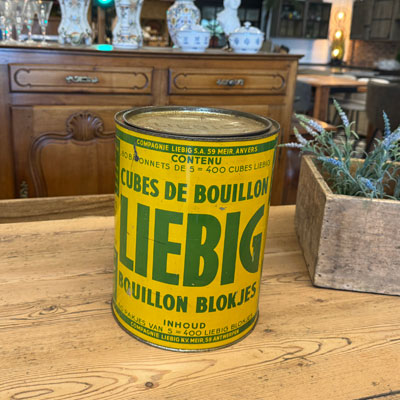 COMPAGNIE LIEBIG S.A. 59 MEIR. ANVERS
CONTENU
BONNETS DE 5 = 400 CUBES LIEBIG
CUBES DE BOUILLON
LIEBIG
BOUILLON BLOKJES
INHOUD
VAN 5 = 400 LIEBIG BLOKJES
COMPAGNIE LIEBIG N.V. MEIR, 59 ANTWERPEN